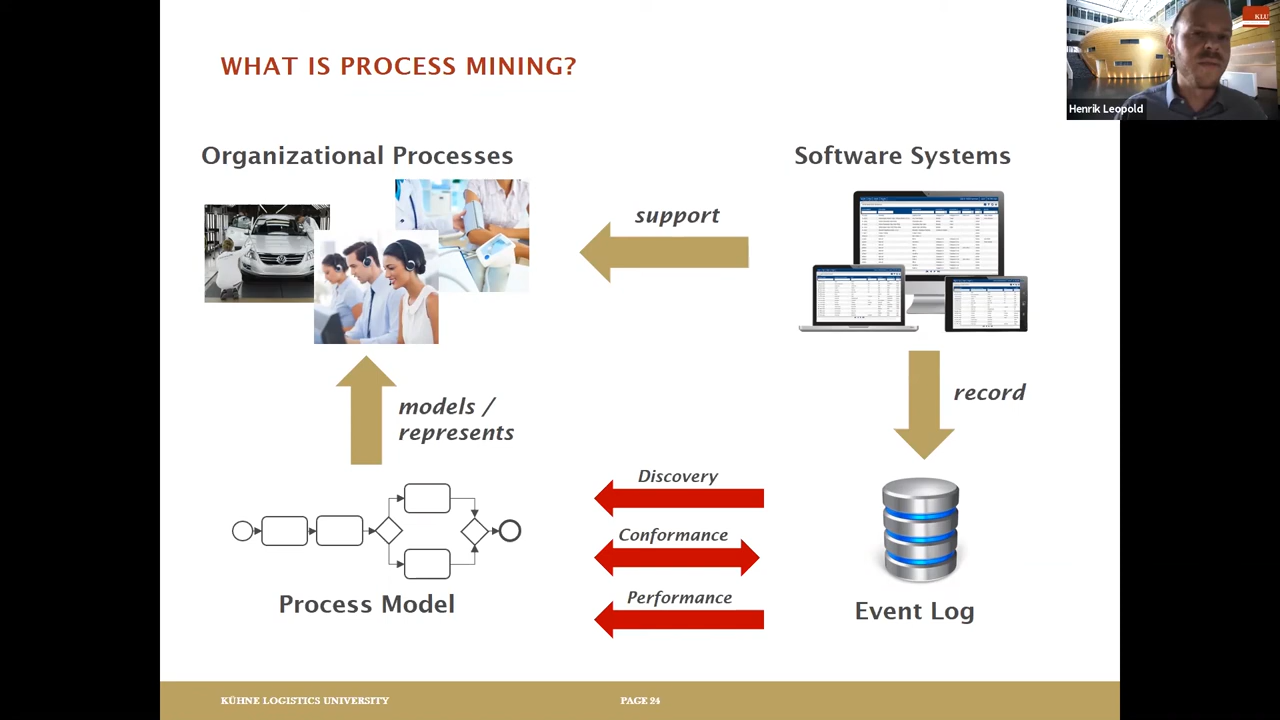 WHAT IS PROCESS MINING?
KLU
Henrik Leopold
Organizational Processes
Software Systems
support
models /
represents
record
Discovery
Conformance
Performance
Process Model
Event Log
KÜHNE LOGISTICS UNIVERSITY
PAGE 24